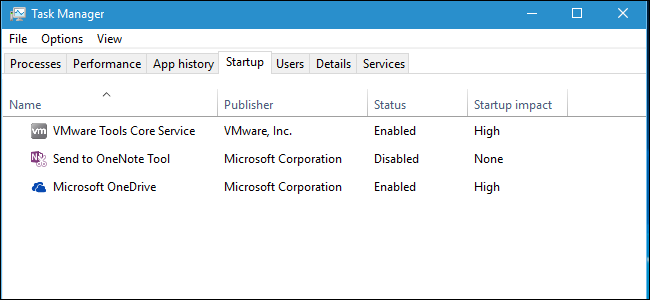 Task Manager
File Options View
Processes Performance App history Startup Users Details Services
Name Publisher Status Startup impact
vm VMware Tools Core Service VMware, Inc. Enabled High
Send to OneNote Tool Microsoft Corporation Disabled None
Microsoft OneDrive Microsoft Corporation Enabled High